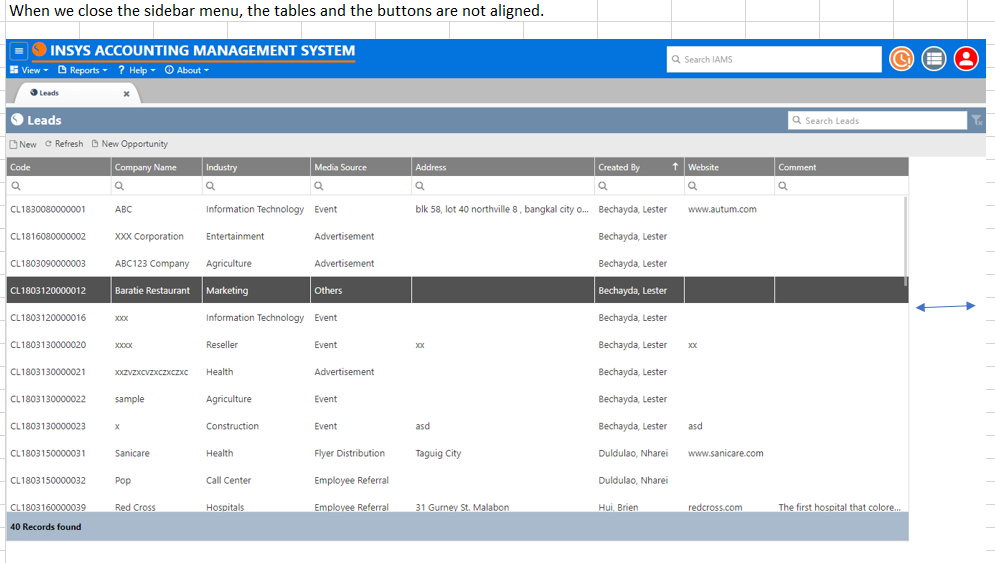 When we close the sidebar menu, the tables and the buttons are not aligned.
INSYS ACCOUNTING MANAGEMENT SYSTEM
Search IAMS
View Reports ? Help About
Leads
Leads
Search Leads
New Refresh New Opportunity
Code Company Name Industry Media Source Address Created By Website Comment
CL1830080000001 ABC Information Technology Event blk 58, lot 40 northville 8 , bangkal city o... Bechayda, Lester www.autum.com
CL1816080000002 XXX Corporation Entertainment Advertisement Bechayda, Lester
CL1803090000003 ABC123 Company Agriculture Advertisement Bechayda, Lester
CL1803120000012 Baratie Restaurant Marketing Others Bechayda, Lester
CL1803120000016 xxx Information Technology Event Bechayda, Lester
CL1803130000020 xxxx Reseller Event xx Bechayda, Lester xx
CL1803130000021 xxzvzxcvzxczxczxc Health Advertisement Bechayda, Lester
CL1803130000022 sample Agriculture Event Bechayda, Lester
CL1803130000023 x Construction Event asd Bechayda, Lester asd
CL1803150000031 Sanicare Health Flyer Distribution Taguig City Duldulao, Nharei www.sanicare.com
CL1803150000032 Pop Call Center Employee Referral Duldulao, Nharei
CL1803160000039 Red Cross Hospitals Employee Referral 31 Gurney St. Malabon Hui, Brien redcross.com The first hospital that colore...
40 Records found